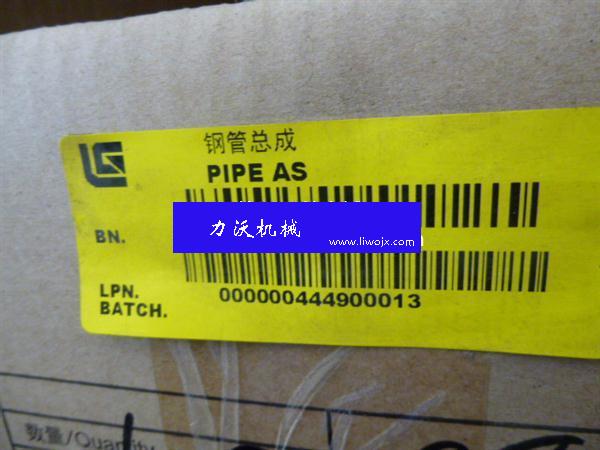 钢管总成
PIPE AS
BN.
力沃机械
www.liwojx.com
LPN.
000000444900013
BATCH.
数量/Quantity